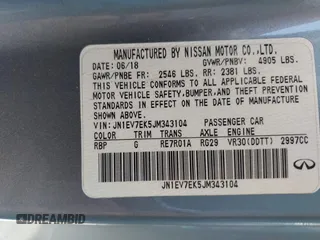 MANUFACTURED BY NISSAN MOTOR CO.,LTD.
06/18 GVWR/PNBV: 4905 LBS.
GAWR/PNBE FR: 2546 LBS. RR: 2381 LBS.
THIS VEHICLE CONFORMS TO ALL APPLICABLE FEDERAL
MOTOR VEHICLE SAFETY,BUMPER,AND THEFT PREVENTION
STANDARDS IN EFFECT ON THE DATE OF MANUFACTURE
SHOWN ABOVE.
VIN: JN1EV7EK5JM343104 PASSENGER CAR
COLOR TRIM TRANS AXLE ENGINE
RBP G RE7R01A RG29 VR30(DDTT) 2997CC
JN1EV7EK5JM343104
INFINITI
DREAMBID